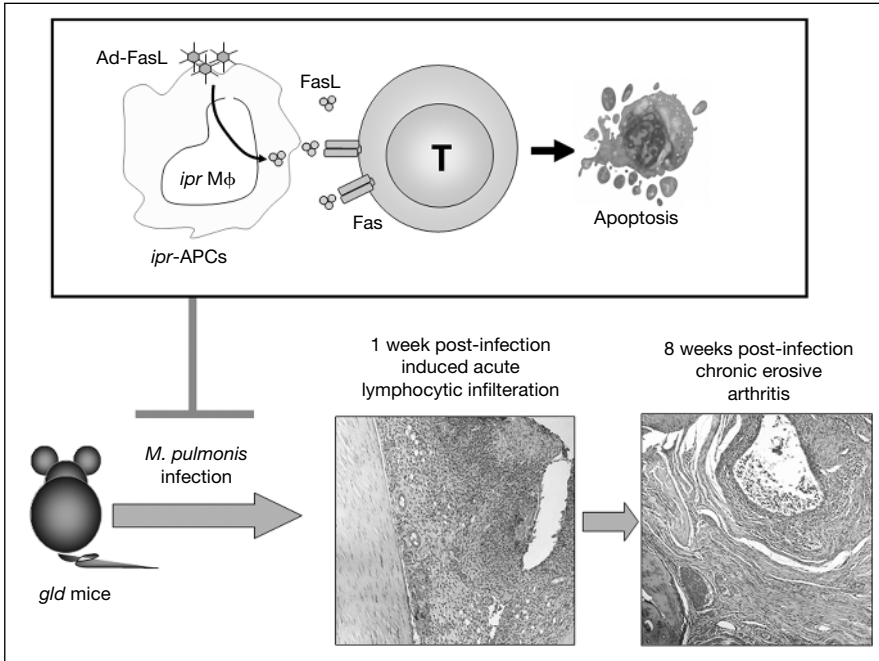 Ad-FasL
FasL
T
ipr Mϕ
Fas
ipr-APCs
Apoptosis
1 week post-infection
induced acute
lymphocytic infilteration
8 weeks post-infection
chronic erosive
arthritis
M. pulmonis
infection
gld mice